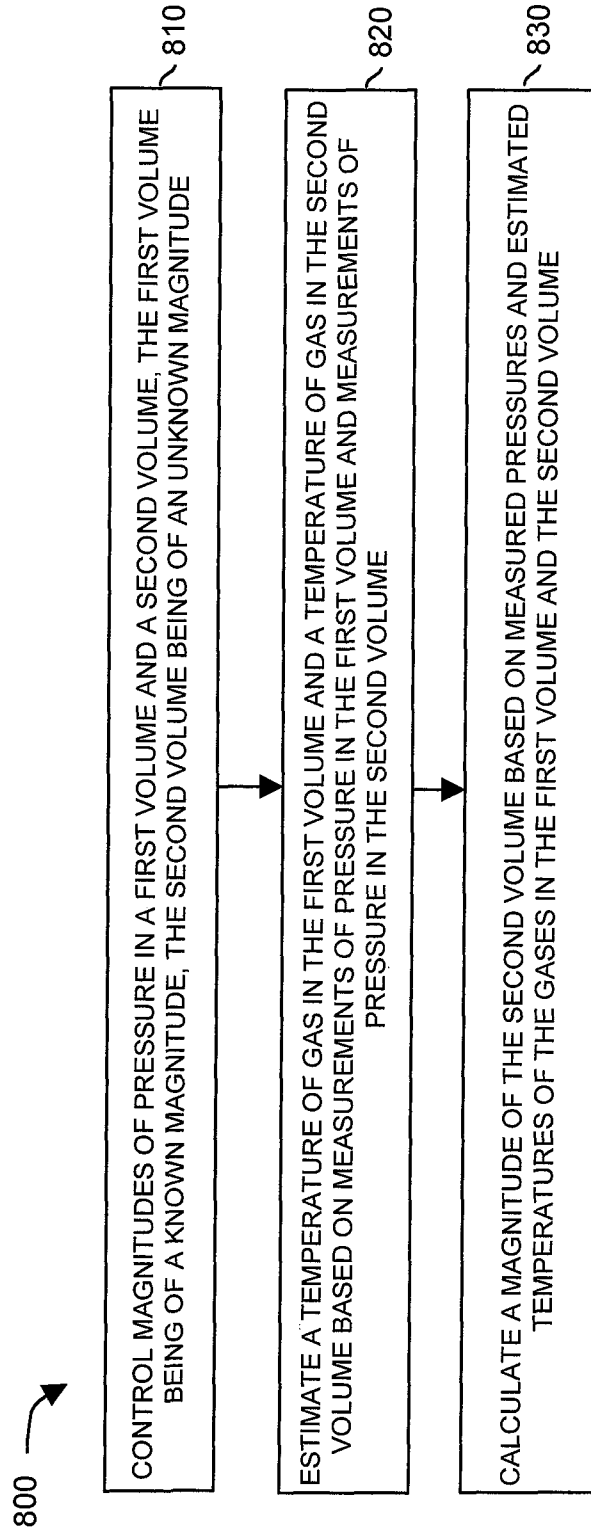 800
CONTROL MAGNITUDES OF PRESSURE IN A FIRST VOLUME AND A SECOND VOLUME, THE FIRST VOLUME
BEING OF A KNOWN MAGNITUDE, THE SECOND VOLUME BEING OF AN UNKNOWN MAGNITUDE
810
ESTIMATE A TEMPERATURE OF GAS IN THE FIRST VOLUME AND A TEMPERATURE OF GAS IN THE SECOND
VOLUME BASED ON MEASUREMENTS OF PRESSURE IN THE FIRST VOLUME AND MEASUREMENTS OF
PRESSURE IN THE SECOND VOLUME
820
CALCULATE A MAGNITUDE OF THE SECOND VOLUME BASED ON MEASURED PRESSURES AND ESTIMATED
TEMPERATURES OF THE GASES IN THE FIRST VOLUME AND THE SECOND VOLUME
830